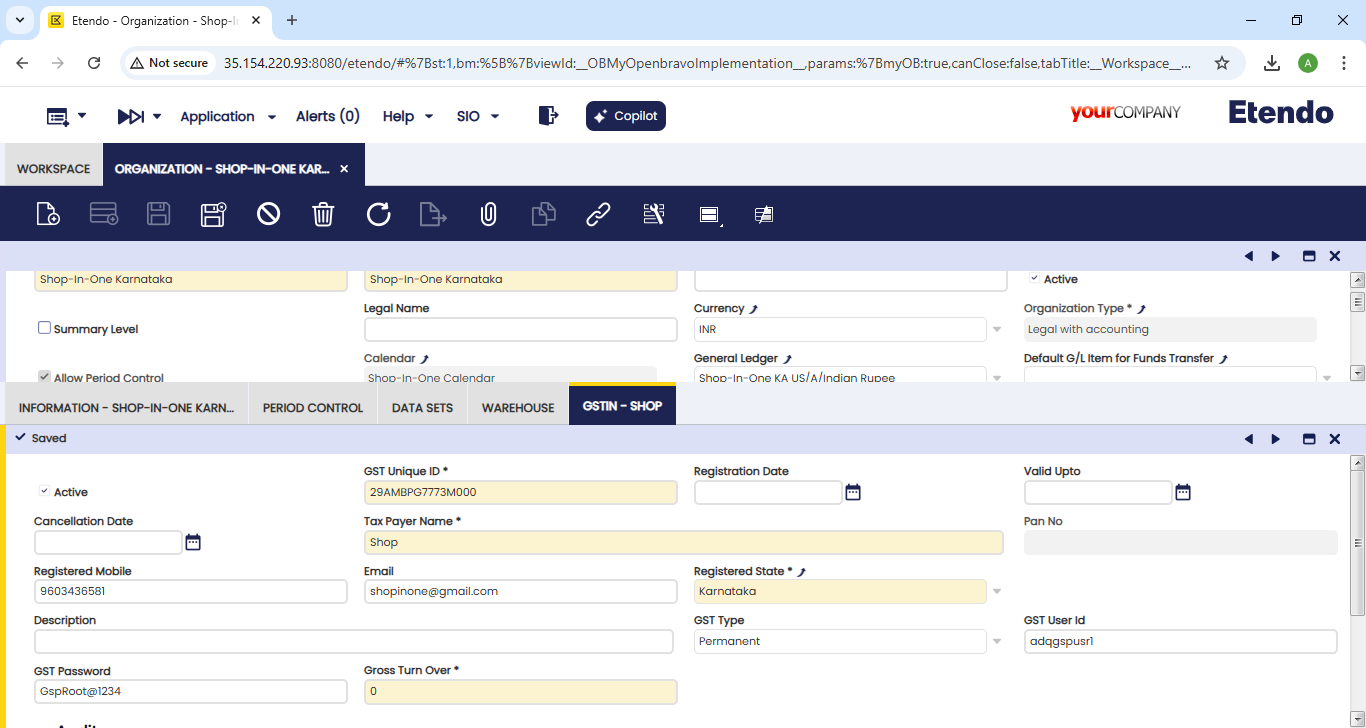 Etendo - Organization - Shop-I
Not secure
35.154.220.93:8080/etendo/#%7Bst:1,bm:%5B%7BviewId:__OBMyOpenbravoImplementation__,params:%7BmyOB:true,canClose:false,tabTitle:__Workspace__...
A
Application
Alerts (0)
Help
SIO
Copilot
yourCOMPANY
Etendo
WORKSPACE
ORGANIZATION - SHOP-IN-ONE KAR...
Shop-In-One Karnataka
Shop-In-One Karnataka
Active
Summary Level
Legal Name
Currency
INR
Organization Type *
Legal with accounting
Allow Period Control
Calendar
Shop-In-One Calendar
General Ledger
Shop-In-One KA US/A/Indian Rupee
Default G/L Item for Funds Transfer
INFORMATION - SHOP-IN-ONE KARN...
PERIOD CONTROL
DATA SETS
WAREHOUSE
GSTIN - SHOP
Saved
Active
GST Unique ID *
29AMBPG7773M000
Registration Date
Valid Upto
Cancellation Date
Tax Payer Name *
Shop
Pan No
Registered Mobile
9603436581
Email
shopinone@gmail.com
Registered State *
Karnataka
Description
GST Type
Permanent
GST User Id
adqgspusr1
GST Password
GspRoot@1234
Gross Turn Over *
0
Audit